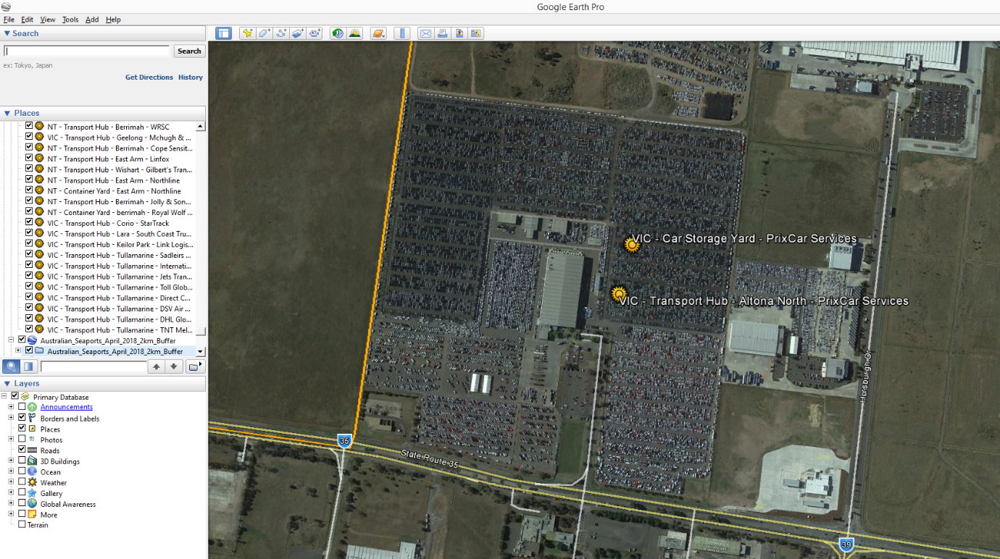 Google Earth Pro
File Edit View Tools Add Help
Search
Search
ex: Tokyo, Japan
Get Directions History
Places
NT - Transport Hub - Berrimah - WRSC
VIC - Transport Hub - Geelong - Mchugh & ...
NT - Transport Hub - Berrimah - Cope Sensit...
NT - Transport Hub - East Arm - Linfox
NT - Transport Hub - Wishart - Gilbert's Tran...
NT - Transport Hub - East Arm - Northline
NT - Container Yard - East Arm - Northline
NT - Transport Hub - Berrimah - Jolly & Son...
NT - Container Yard - berrimah - Royal Wolf ...
VIC - Transport Hub - Corio - StarTrack
VIC - Transport Hub - Lara - South Coast Tru...
VIC - Transport Hub - Keilor Park - Link Logis...
VIC - Transport Hub - Tullamarine - Sadleirs ...
VIC - Transport Hub - Tullamarine - Internati...
VIC - Transport Hub - Tullamarine - Jets Tran...
VIC - Transport Hub - Tullamarine - Toll Glob...
VIC - Transport Hub - Tullamarine - Direct C...
VIC - Transport Hub - Tullamarine - DSV Air ...
VIC - Transport Hub - Tullamarine - DHL Glo...
VIC - Transport Hub - Tullamarine - TNT Mel...
Australian_Seaports_April_2018_2km_Buffer
Australian_Seaports_April_2018_2km_Buffer
Layers
Primary Database
Announcements
Borders and Labels
Places
Photos
Roads
3D Buildings
Ocean
Weather
Gallery
Global Awareness
More
Terrain
VIC - Car Storage Yard - PrixCar Services
VIC - Transport Hub - Altona North - PrixCar Services
Horsburgh Dr
35
State Route 35
39